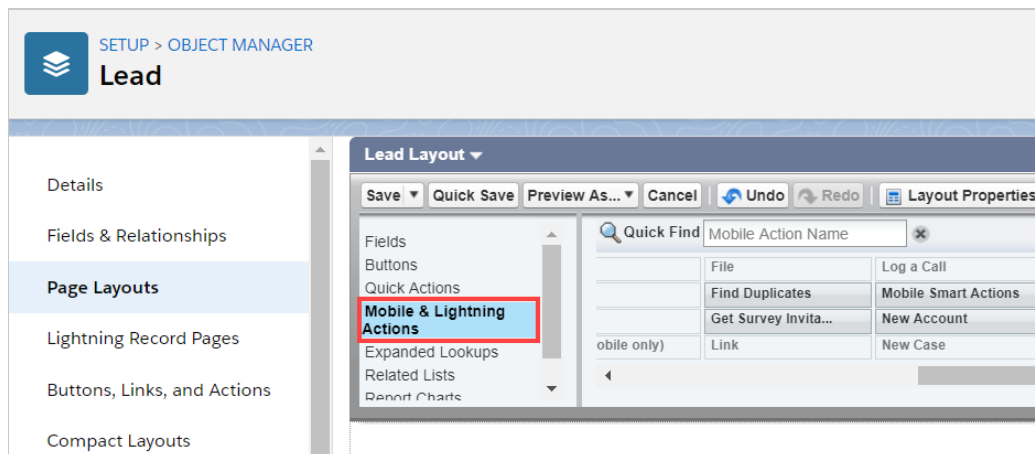 SETUP > OBJECT MANAGER
Lead
Details
Fields & Relationships
Page Layouts
Lightning Record Pages
Buttons, Links, and Actions
Compact Layouts
Lead Layout
Save Quick Save Preview As... Cancel Undo Redo Layout Properties
Fields
Buttons
Quick Actions
Mobile & Lightning
Actions
Expanded Lookups
Related Lists
Report Charts
Quick Find Mobile Action Name
File Log a Call
Find Duplicates Mobile Smart Actions
Get Survey Invita... New Account
obile only) Link New Case